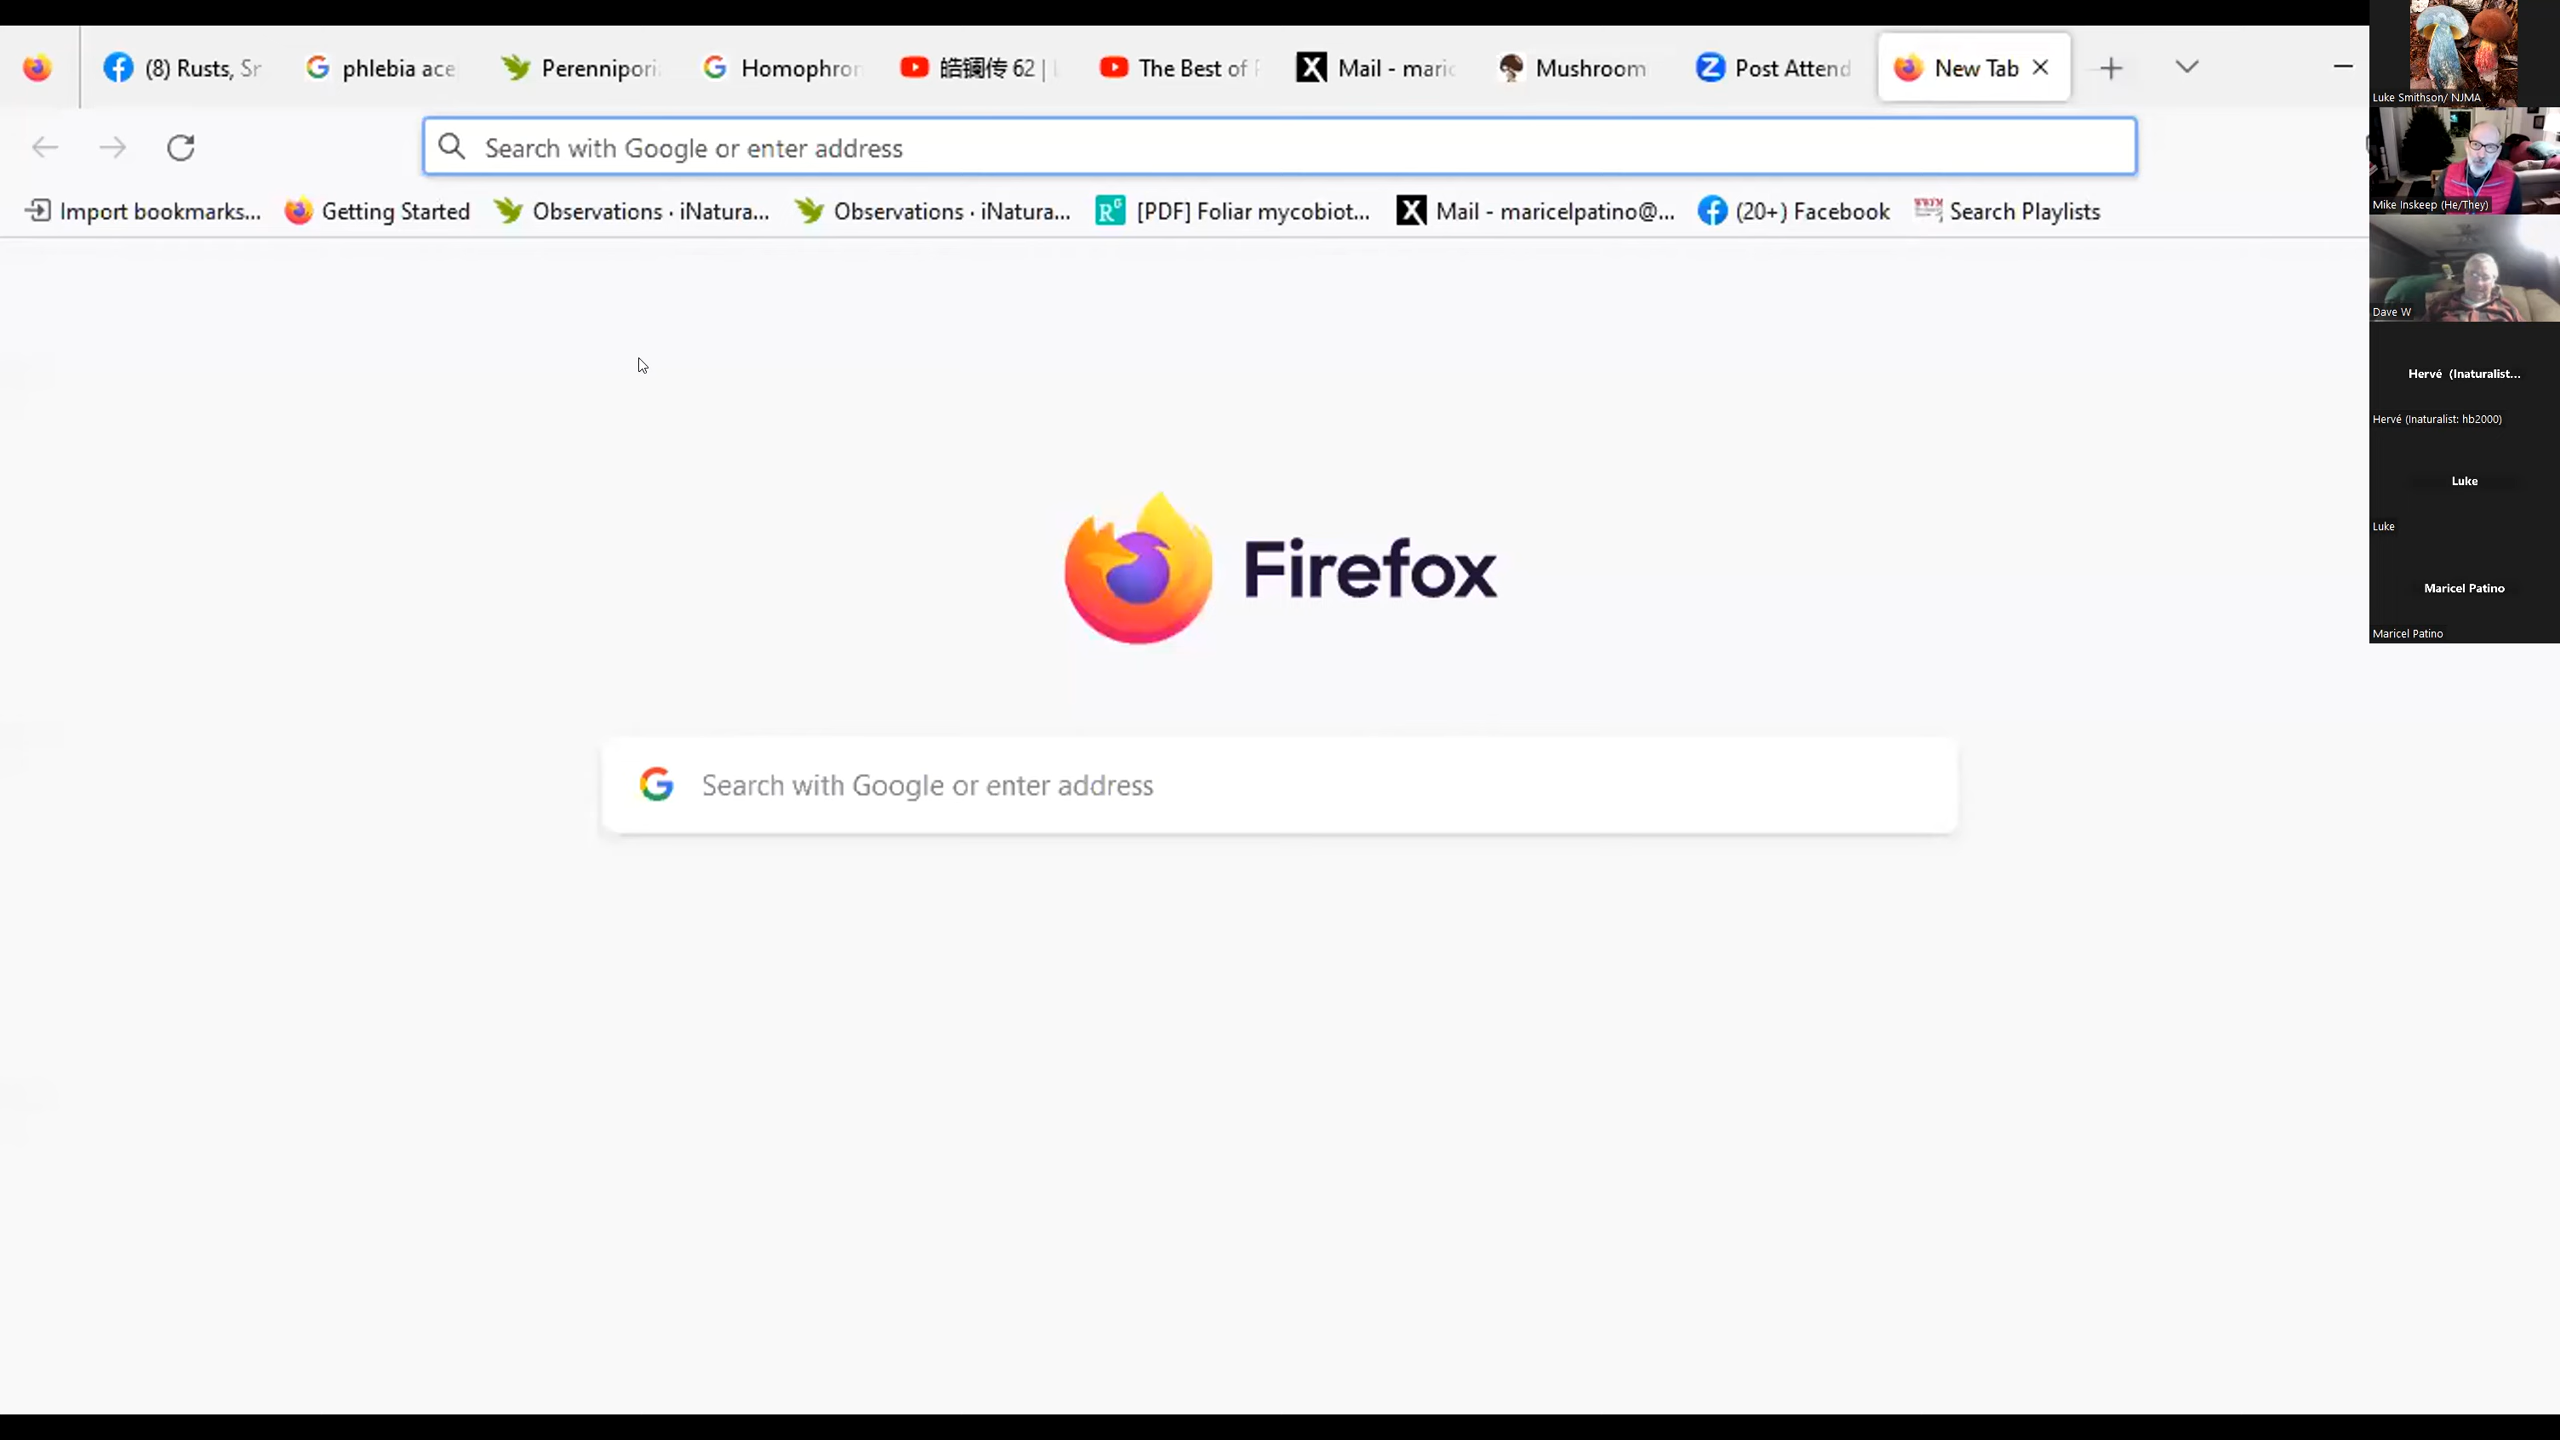 (8) Rusts, Sr
phlebia ace
Perennipori
Homophron
皓镧传 62 |
The Best of
Mail - maric
Mushroom
Post Attend
New Tab
Search with Google or enter address
Import bookmarks...
Getting Started
Observations · iNatura...
Observations · iNatura...
[PDF] Foliar mycobiot...
Mail - maricelpatino@...
(20+) Facebook
Search Playlists
Firefox
Search with Google or enter address
Luke Smithson/ NJMA
Mike Inskeep (He/They)
Dave W
Hervé (Inaturalist...
Hervé (Inaturalist: hb2000)
Luke
Luke
Maricel Patino
Maricel Patino